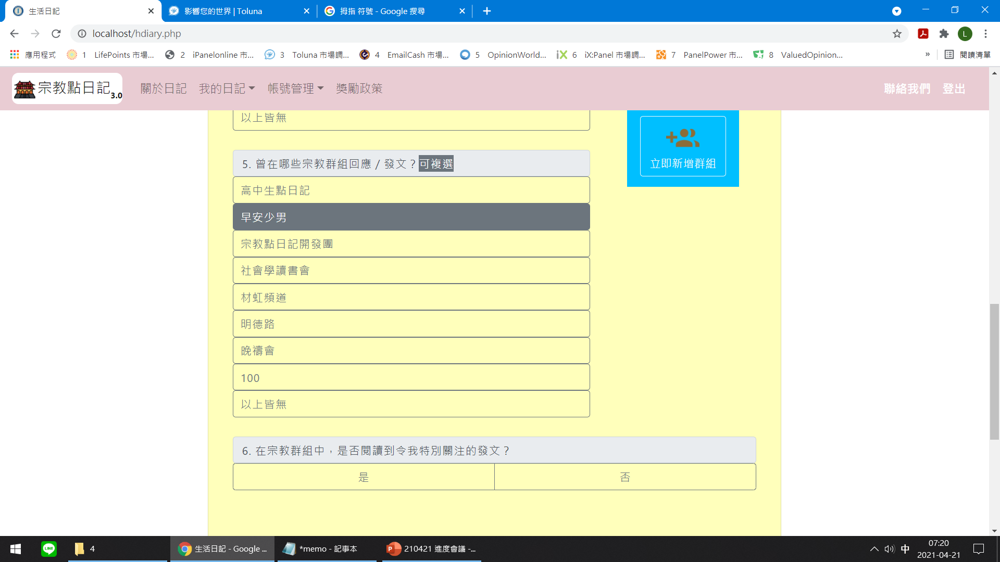 生活日記
影響您的世界 | Toluna
拇指 符號 - Google 搜尋
localhost/hdiary.php
L
應用程式
1 LifePoints 市場...
2 iPanelonline 市...
3 Toluna 市場調...
4 EmailCash 市場...
5 OpinionWorld...
6 iX:Panel 市場調...
7 PanelPower 市...
8 ValuedOpinion...
»
閱讀清單
宗教點日記3.0
關於日記
我的日記
帳號管理
獎勵政策
聯絡我們
登出
以上皆無
立即新增群組
5. 曾在哪些宗教群組回應 / 發文？可複選
高中生點日記
早安少男
宗教點日記開發團
社會學讀書會
材虹頻道
明德路
晚禱會
100
以上皆無
6. 在宗教群組中，是否閱讀到令我特別關注的發文？
是
否
LINE
4
生活日記 - Google ...
*memo - 記事本
210421 進度會議 -...
中
07:20
2021-04-21